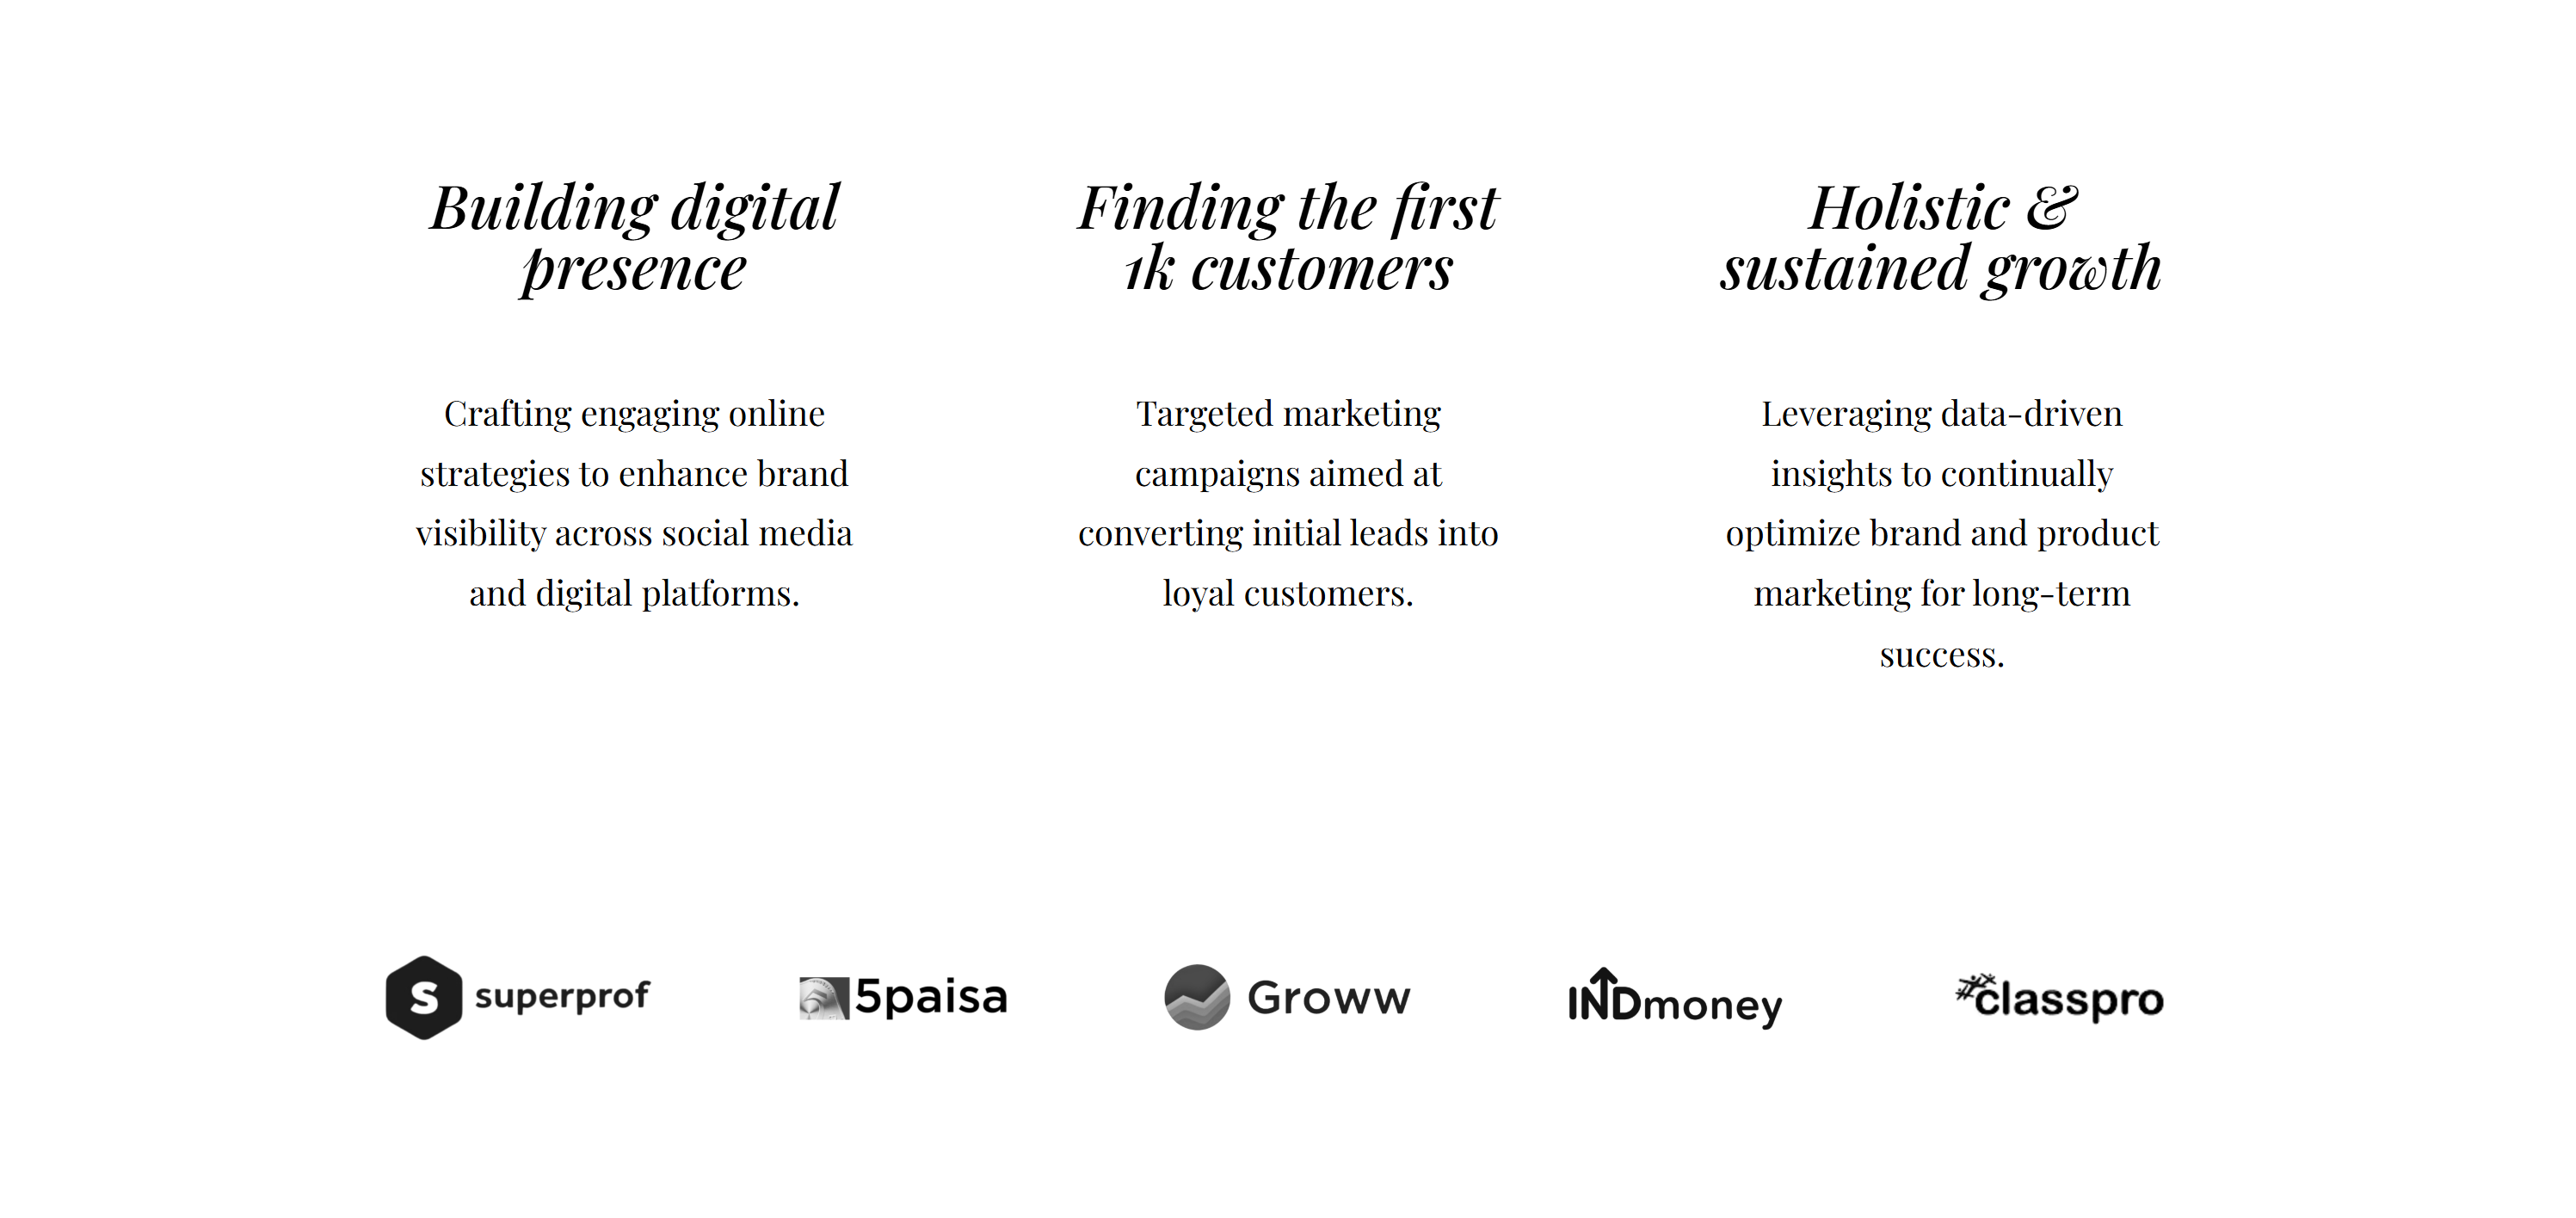 Building digital
presence
Crafting engaging online
strategies to enhance brand
visibility across social media
and digital platforms.
Finding the first
1k customers
Targeted marketing
campaigns aimed at
converting initial leads into
loyal customers.
Holistic &
sustained growth
Leveraging data-driven
insights to continually
optimize brand and product
marketing for long-term
success.
S superprof
5paisa
Groww
INDmoney
classpro